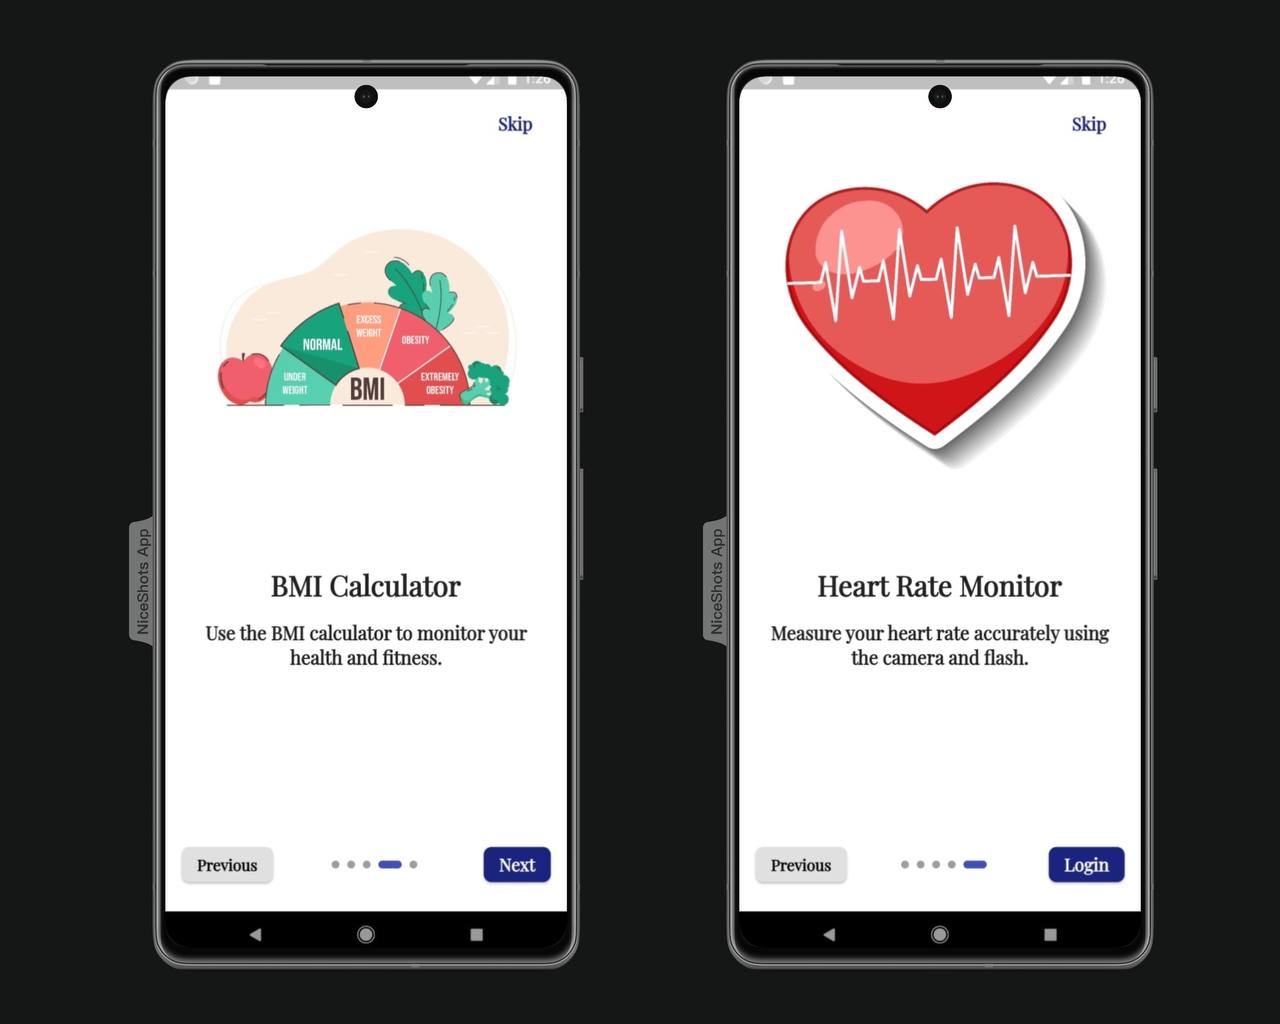 Skip
EXCESS
WEIGHT
NORMAL
OBESITY
UNDER
WEIGHT
BMI
EXTREMELY
OBESITY
NiceShots App
BMI Calculator
Use the BMI calculator to monitor your
health and fitness.
Previous
Next
Skip
NiceShots App
Heart Rate Monitor
Measure your heart rate accurately using
the camera and flash.
Previous
Login